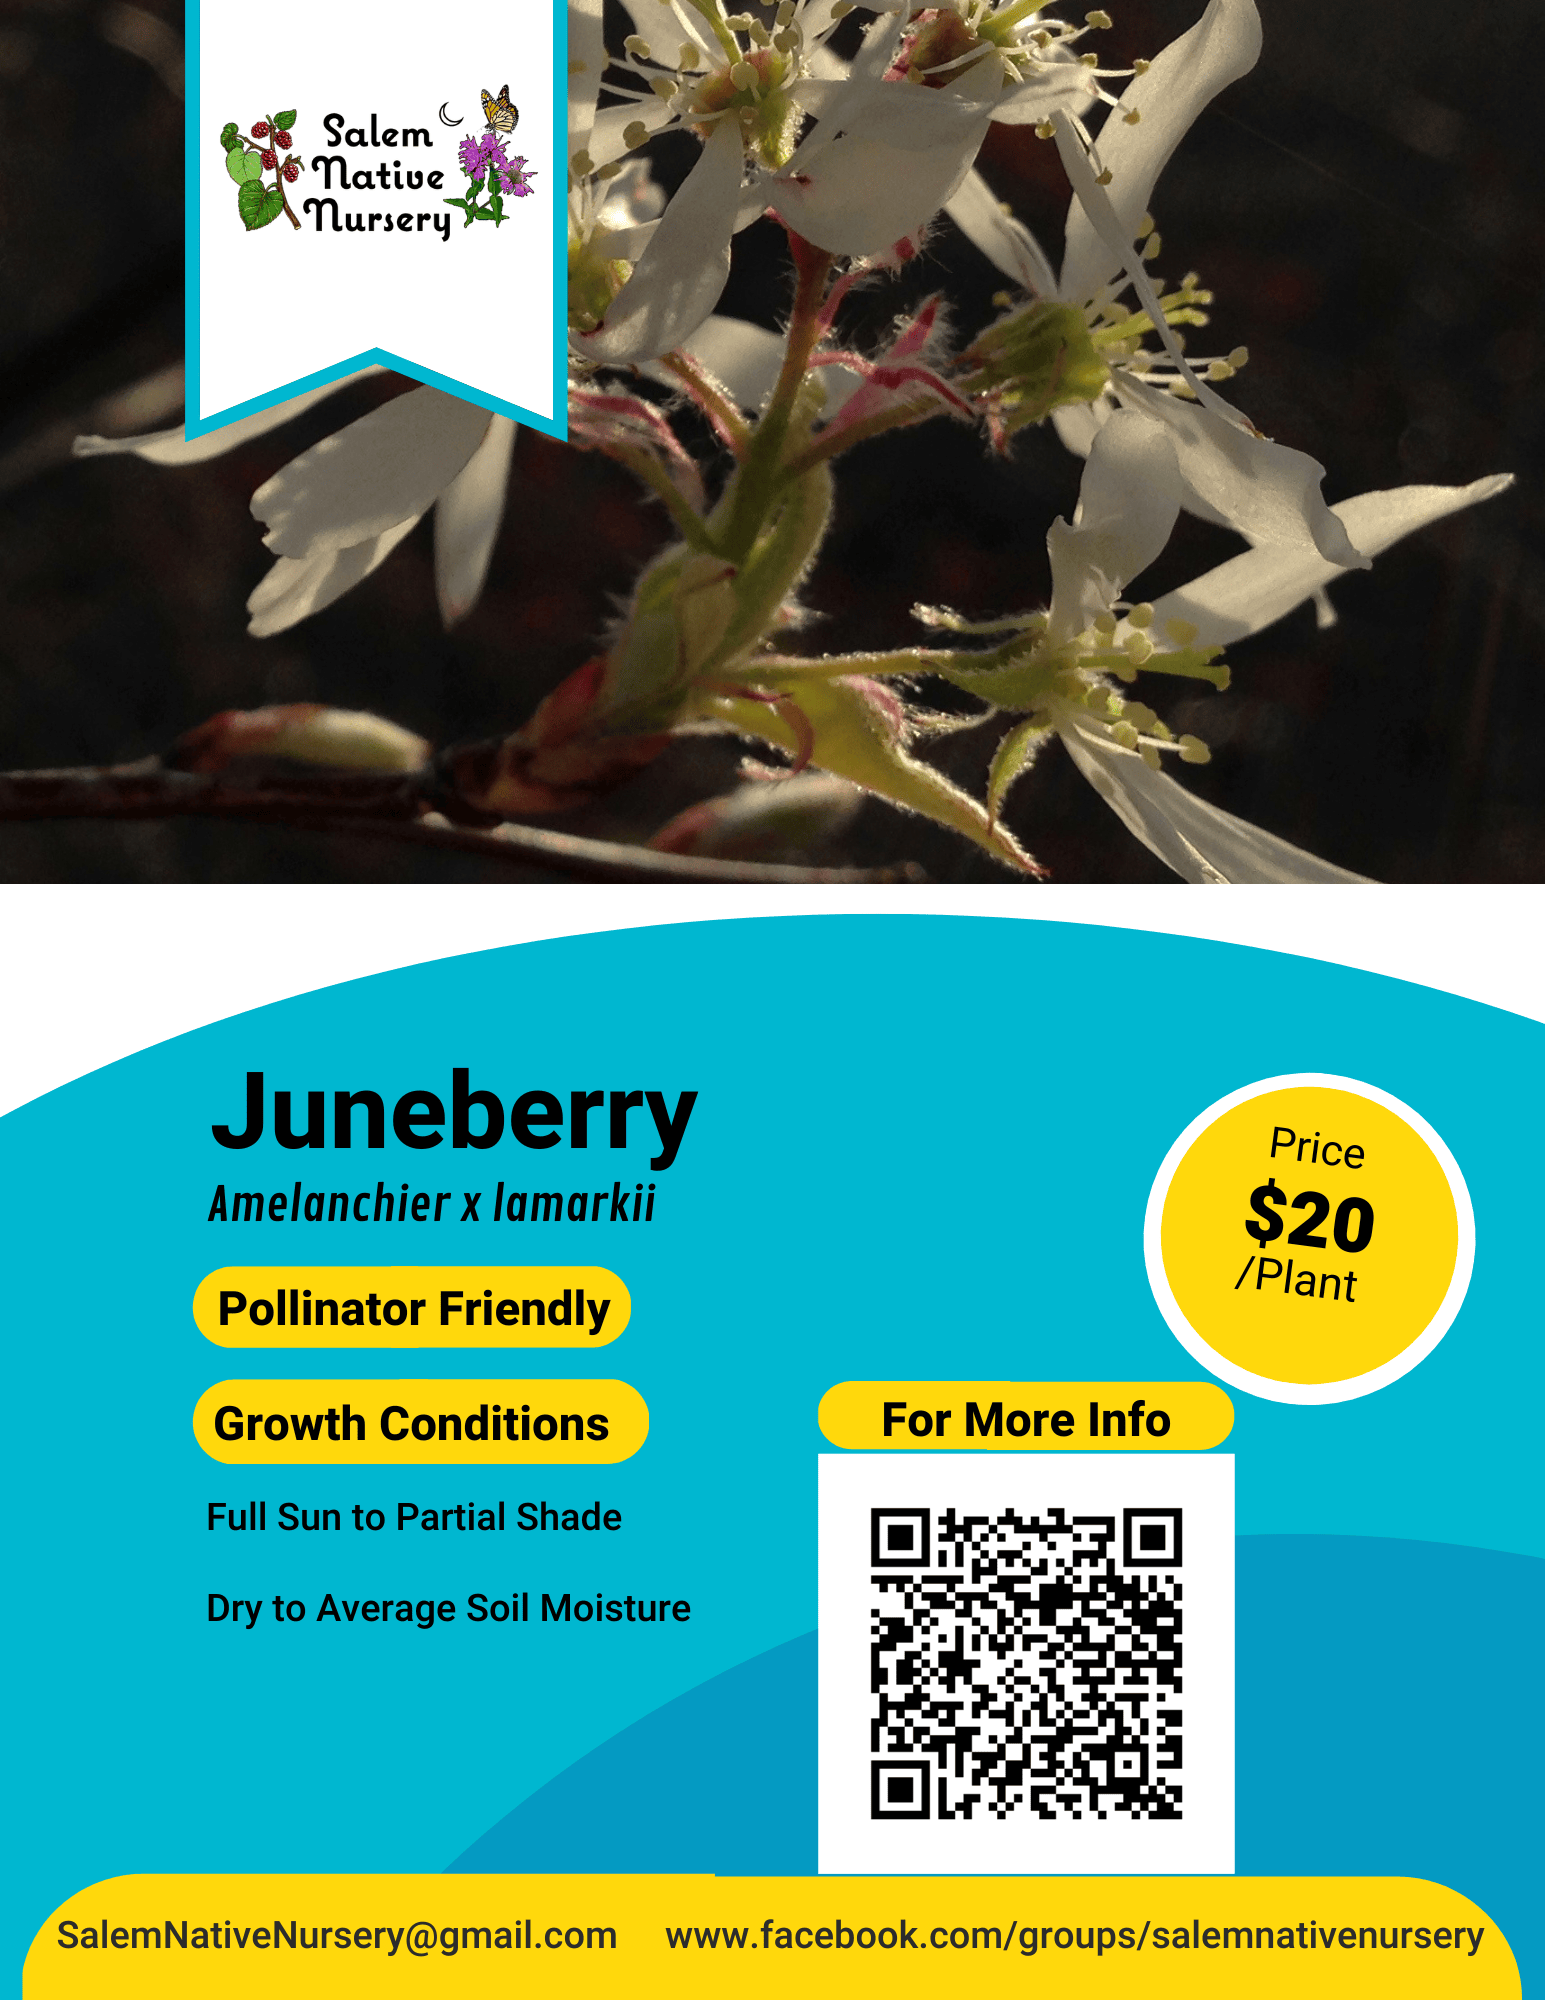 Salem
Native
Nursery
Juneberry
Amelanchier x lamarkii
Pollinator Friendly
Growth Conditions
Full Sun to Partial Shade
Dry to Average Soil Moisture
Price
$20
/Plant
For More Info
SalemNativeNursery@gmail.com
www.facebook.com/groups/salemnativenursery